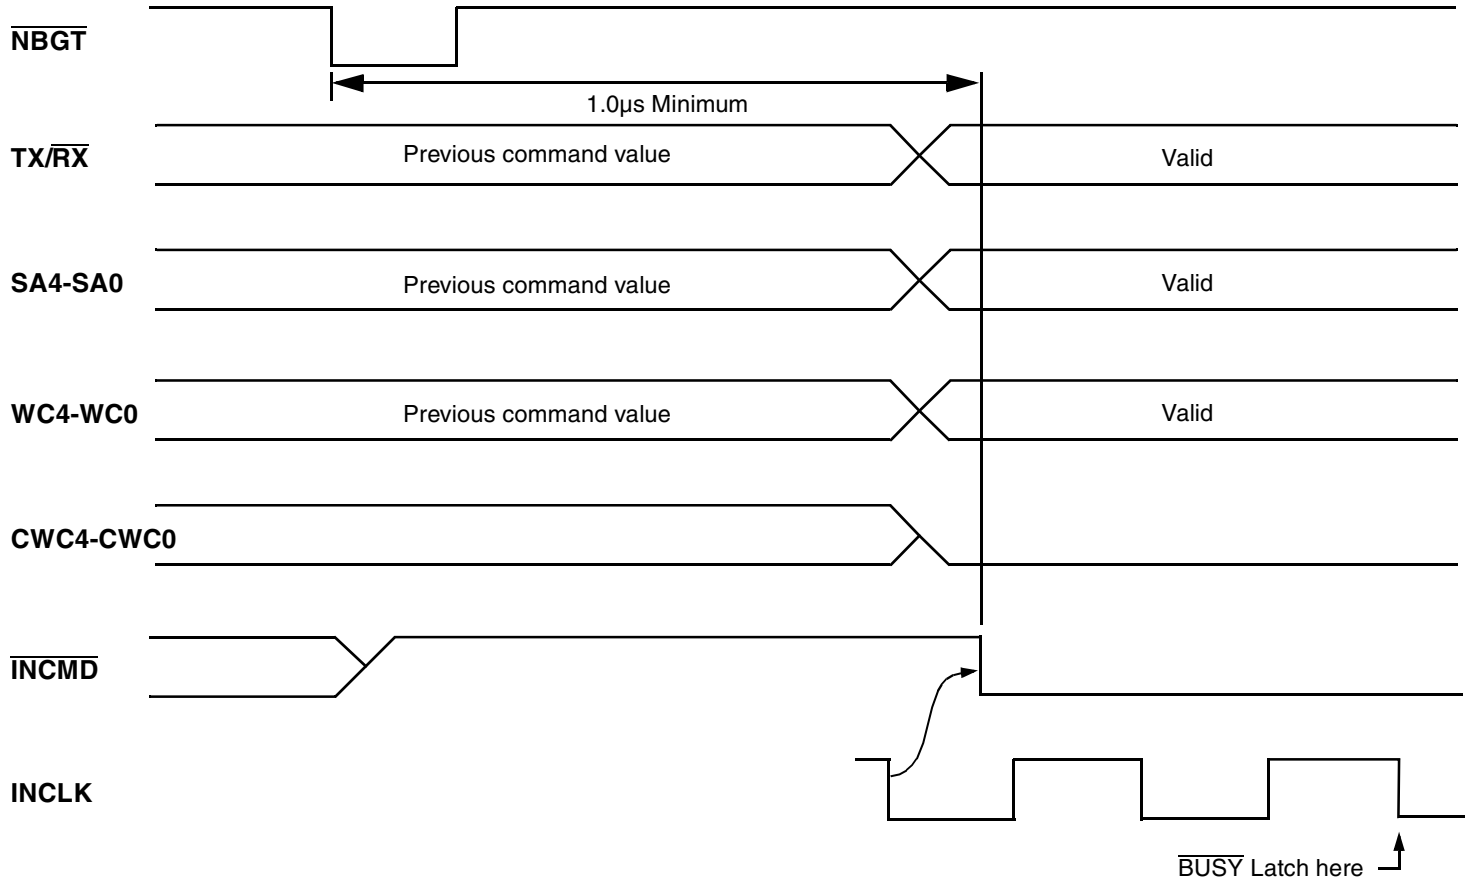 NBGT
1.0µs Minimum
TX/RX Previous command value Valid
SA4-SA0 Previous command value Valid
WC4-WC0 Previous command value Valid
CWC4-CWC0
INCMD
INCLK
BUSY Latch here